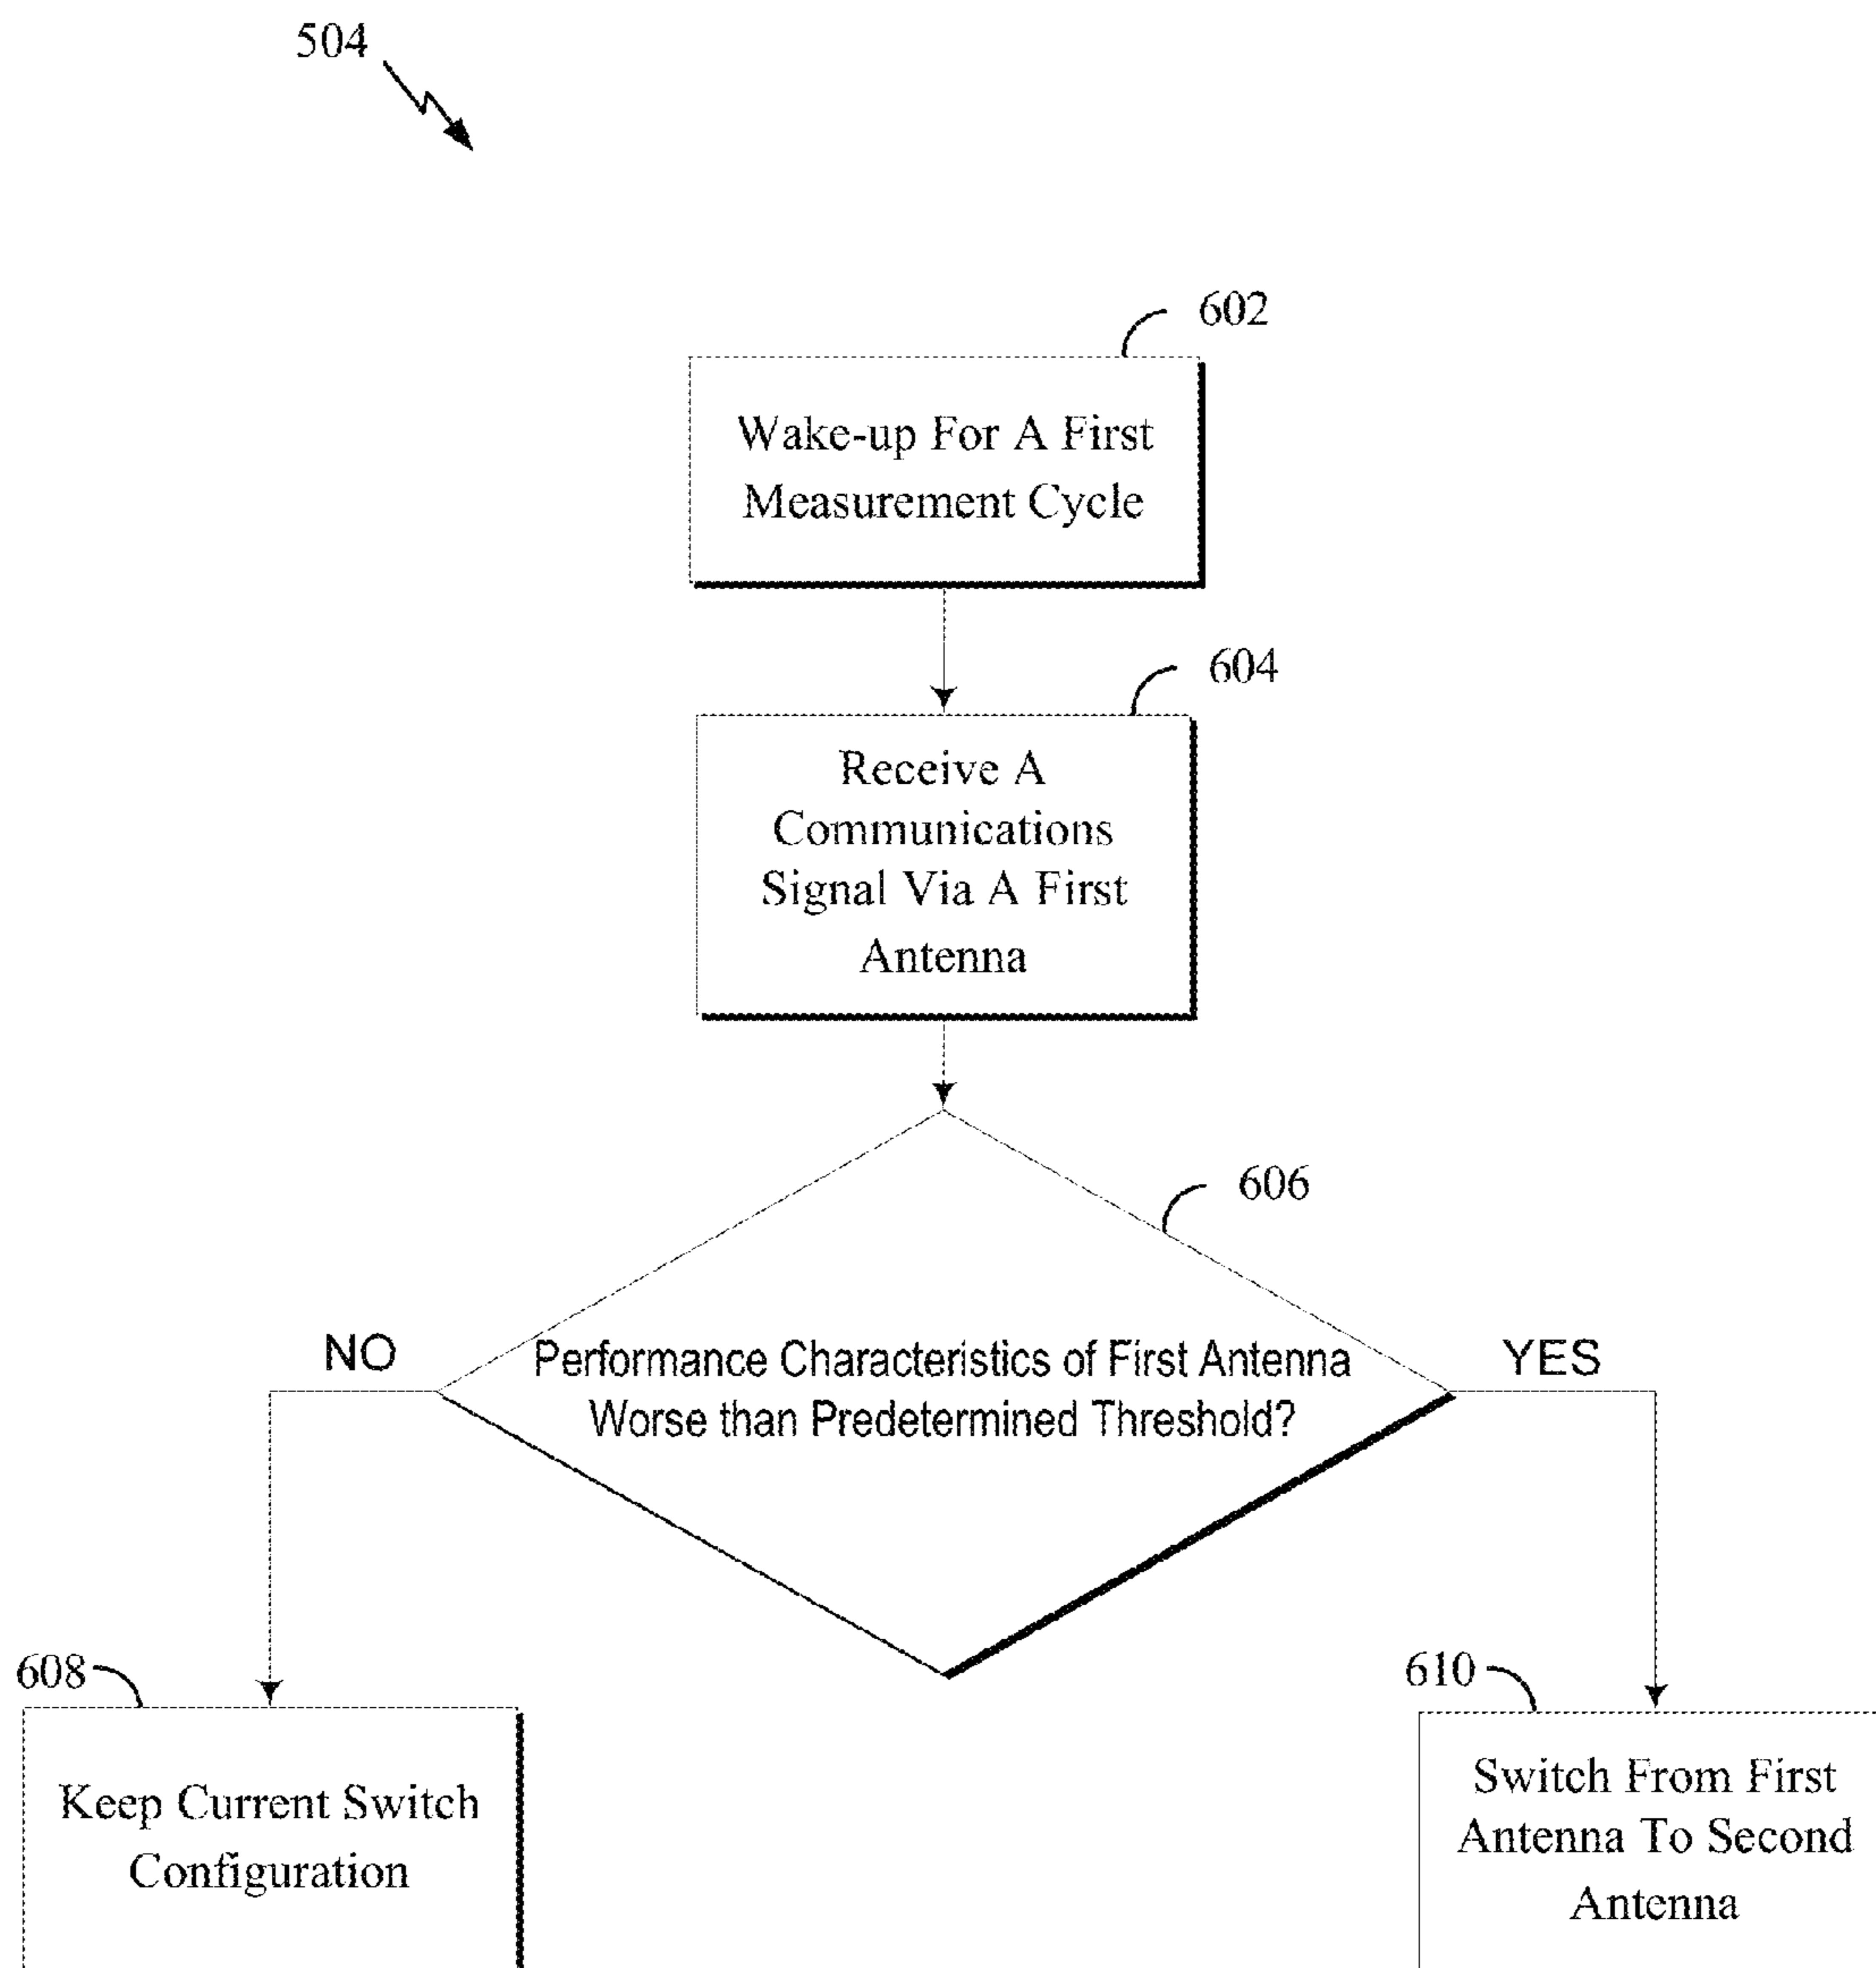 504
602
Wake-up For A First
Measurement Cycle
604
Receive A
Communications
Signal Via A First
Antenna
606
NO
Performance Characteristics of First Antenna
Worse than Predetermined Threshold?
YES
608
Keep Current Switch
Configuration
610
Switch From First
Antenna To Second
Antenna